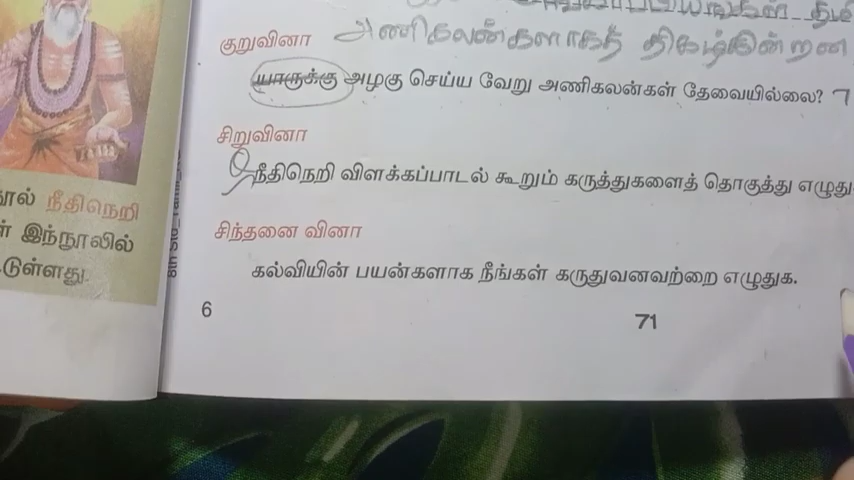 குறுவினா அணிகலன்களாகத் திகழ்கின்றன
யாருக்கு அழகு செய்ய வேறு அணிகலன்கள் தேவையில்லை?
சிறுவினா
நீதிநெறி விளக்கப்பாடல் கூறும் கருத்துகளைத் தொகுத்து எழுது
சிந்தனை வினா
கல்வியின் பயன்களாக நீங்கள் கருதுவனவற்றை எழுதுக.
6
71
நீதிநெறி
இந்நூலில்
டுள்ளது.